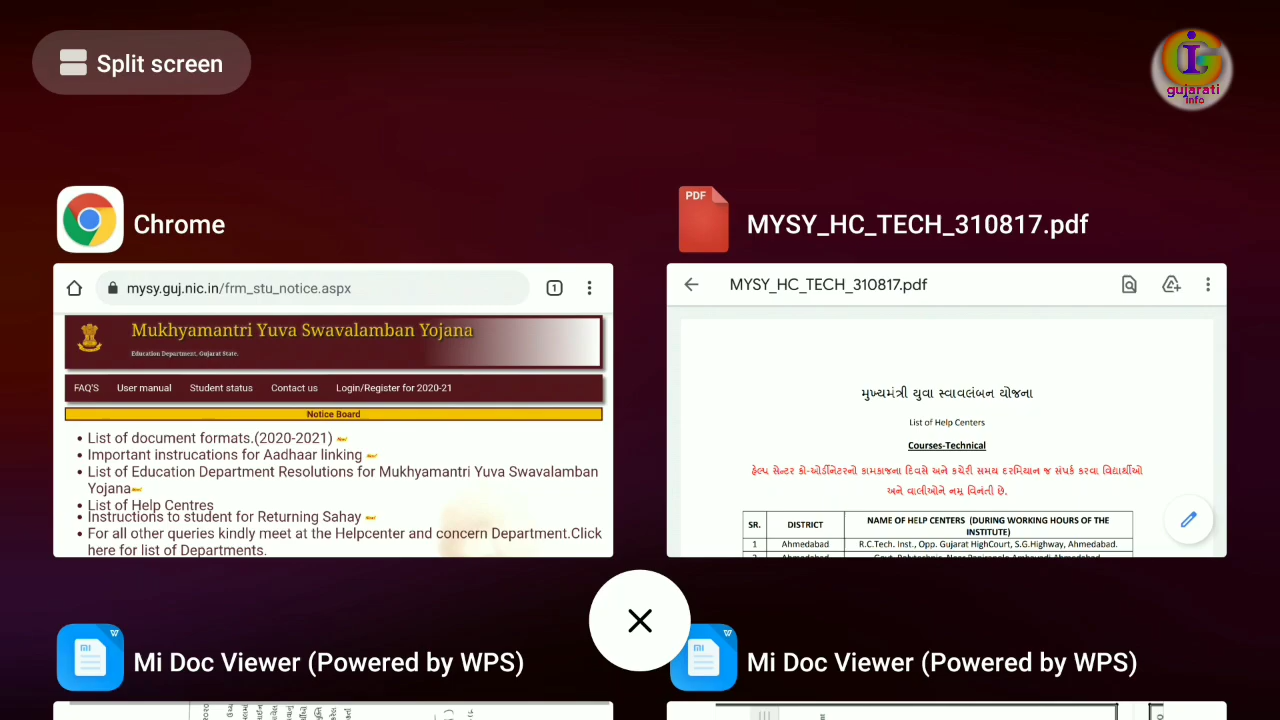 Split screen
gujarati
info
Chrome
mysy.guj.nic.in/frm_stu_notice.aspx
1
Mukhyamantri Yuva Swavalamban Yojana
Education Department, Gujarat State.
FAQ'S User manual Student status Contact us Login/Register for 2020-21
Notice Board
List of document formats.(2020-2021)
Important instrucations for Aadhaar linking
List of Education Department Resolutions for Mukhyamantri Yuva Swavalamban
Yojana
List of Help Centres
Instructions to student for Returning Sahay
For all other queries kindly meet at the Helpcenter and concern Department.Click
here for list of Departments.
PDF
MYSY_HC_TECH_310817.pdf
MYSY_HC_TECH_310817.pdf
મુખ્યમંત્રી યુવા સ્વાવલંબન યોજના
List of Help Centers
Courses-Technical
હેલ્પ સેન્ટર કો-ઓર્ડીનેટરનો કામકાજના દિવસે અને કચેરી સમય દરમિયાન જ સંપર્ક કરવા વિદ્યાર્થીઓ
અને વાલીઓને નમ્ર વિનંતી છે.
SR. DISTRICT NAME OF HELP CENTERS (DURING WORKING HOURS OF THE
INSTITUTE)
1 Ahmedabad R.C.Tech. Inst., Opp. Gujarat HighCourt, S.G.Highway, Ahmedabad.
Mi Doc Viewer (Powered by WPS)
Mi Doc Viewer (Powered by WPS)